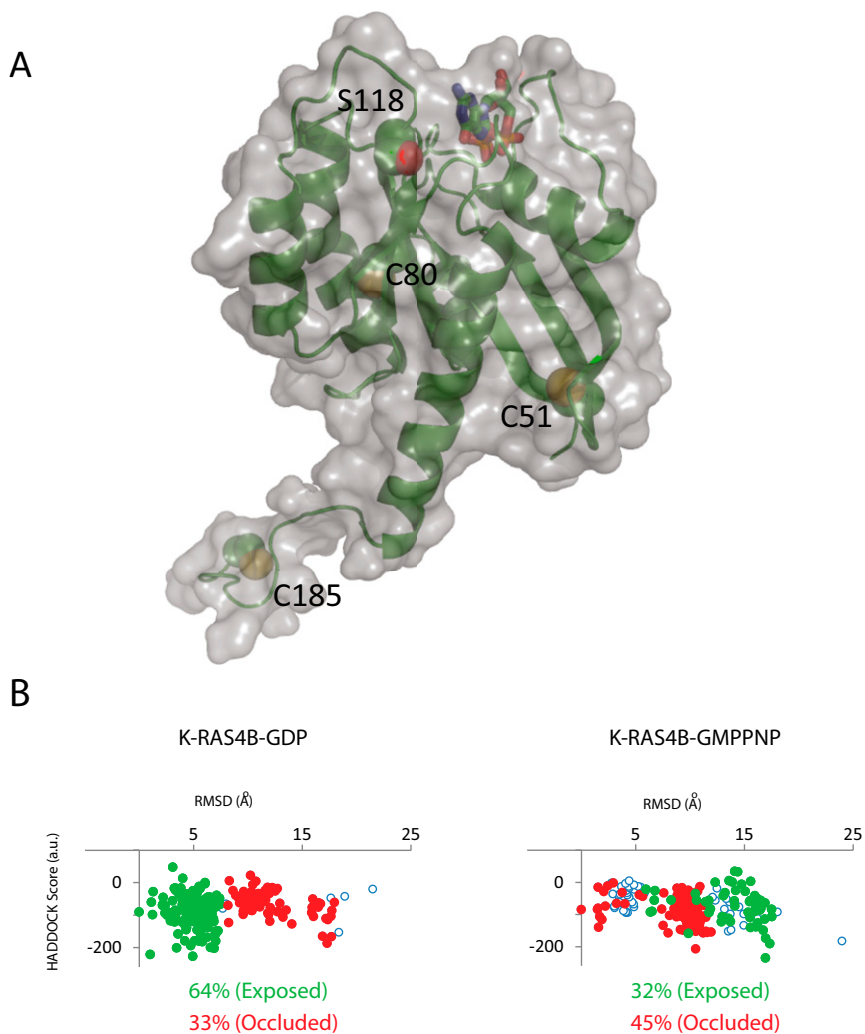 A
S118
C80
C51
C185
B
K-RAS4B-GDP
K-RAS4B-GMPPNP
RMSD (Å)
RMSD (Å)
5
15
25
5
15
25
HADDOCK Score (a.u.)
0
-200
0
-200
64% (Exposed)
33% (Occluded)
32% (Exposed)
45% (Occluded)